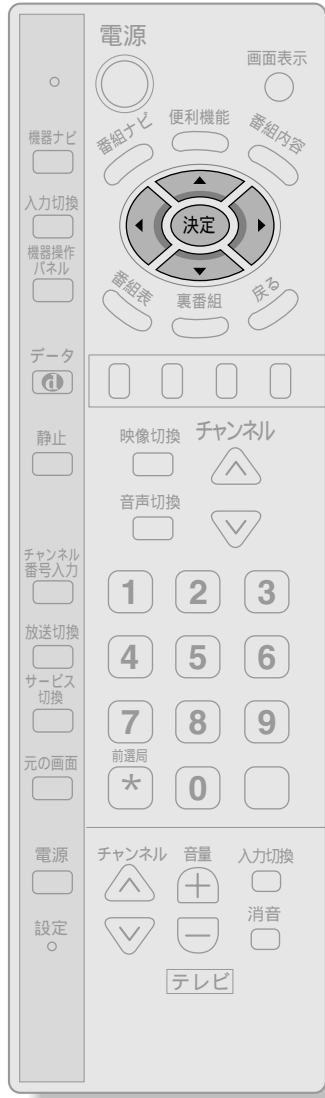 電源
画面表示
機器ナビ
番組ナビ
便利機能
番組内容
入力切換
決定
機器操作
パネル
番組表
裏番組
戻る
データ
d
静止
映像切換
チャンネル
音声切換
チャンネル
番号入力
1 2 3
放送切換
4 5 6
サービス
切換
7 8 9
元の画面
前選局
* 0
電源
チャンネル 音量 入力切換
設定
消音
テレビ